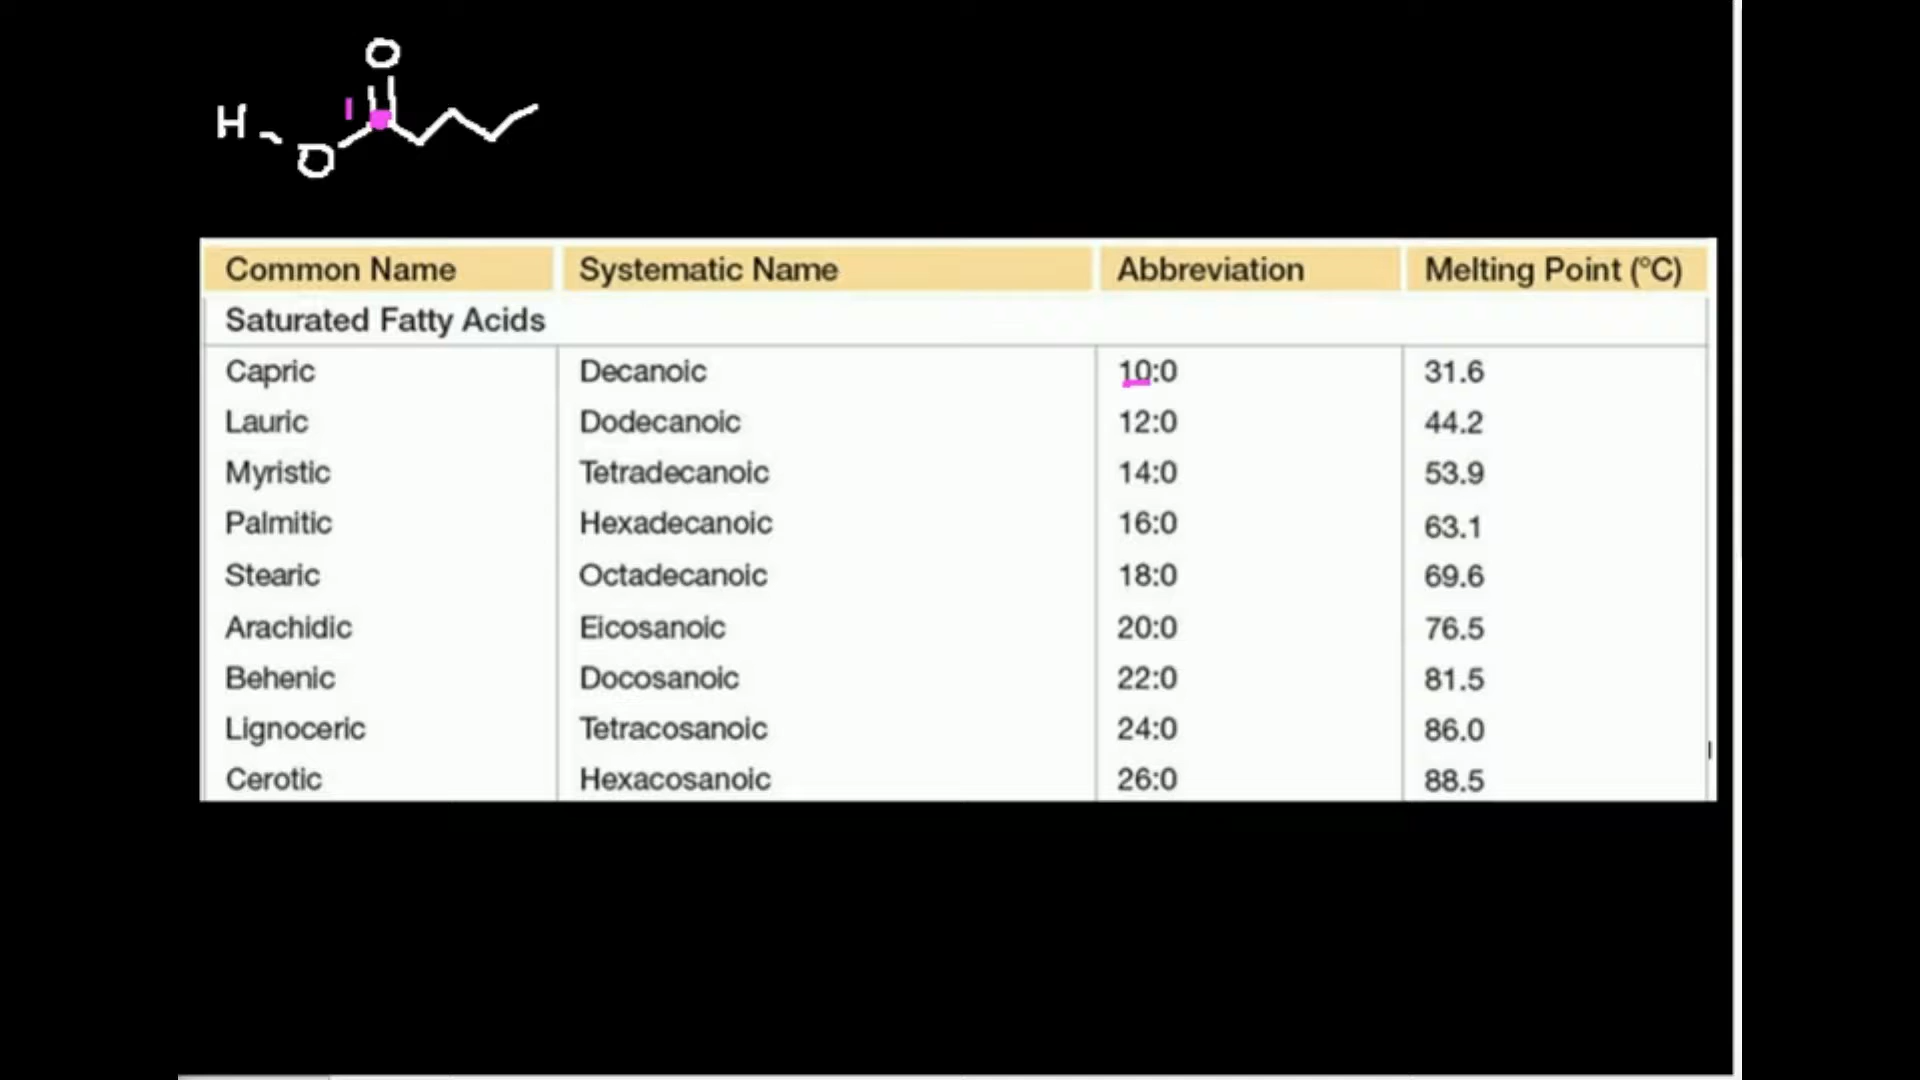 O
1
H
O
Common Name Systematic Name Abbreviation Melting Point (°C)
Saturated Fatty Acids
Capric Decanoic 10:0 31.6
Lauric Dodecanoic 12:0 44.2
Myristic Tetradecanoic 14:0 53.9
Palmitic Hexadecanoic 16:0 63.1
Stearic Octadecanoic 18:0 69.6
Arachidic Eicosanoic 20:0 76.5
Behenic Docosanoic 22:0 81.5
Lignoceric Tetracosanoic 24:0 86.0
Cerotic Hexacosanoic 26:0 88.5